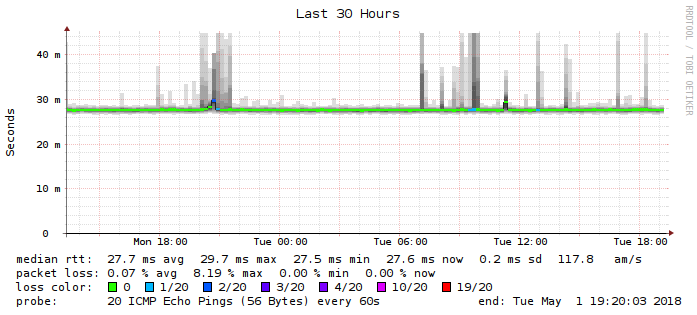 Last 30 Hours
RRDTOOL / TOBI OETIKER
Seconds
40 m
30 m
20 m
10 m
0
Mon 18:00 Tue 00:00 Tue 06:00 Tue 12:00 Tue 18:00
median rtt: 27.7 ms avg 29.7 ms max 27.5 ms min 27.6 ms now 0.2 ms sd 117.8 am/s
packet loss: 0.07 % avg 8.19 % max 0.00 % min 0.00 % now
loss color: 0 1/20 2/20 3/20 4/20 10/20 19/20
probe: 20 ICMP Echo Pings (56 Bytes) every 60s end: Tue May 1 19:20:03 2018